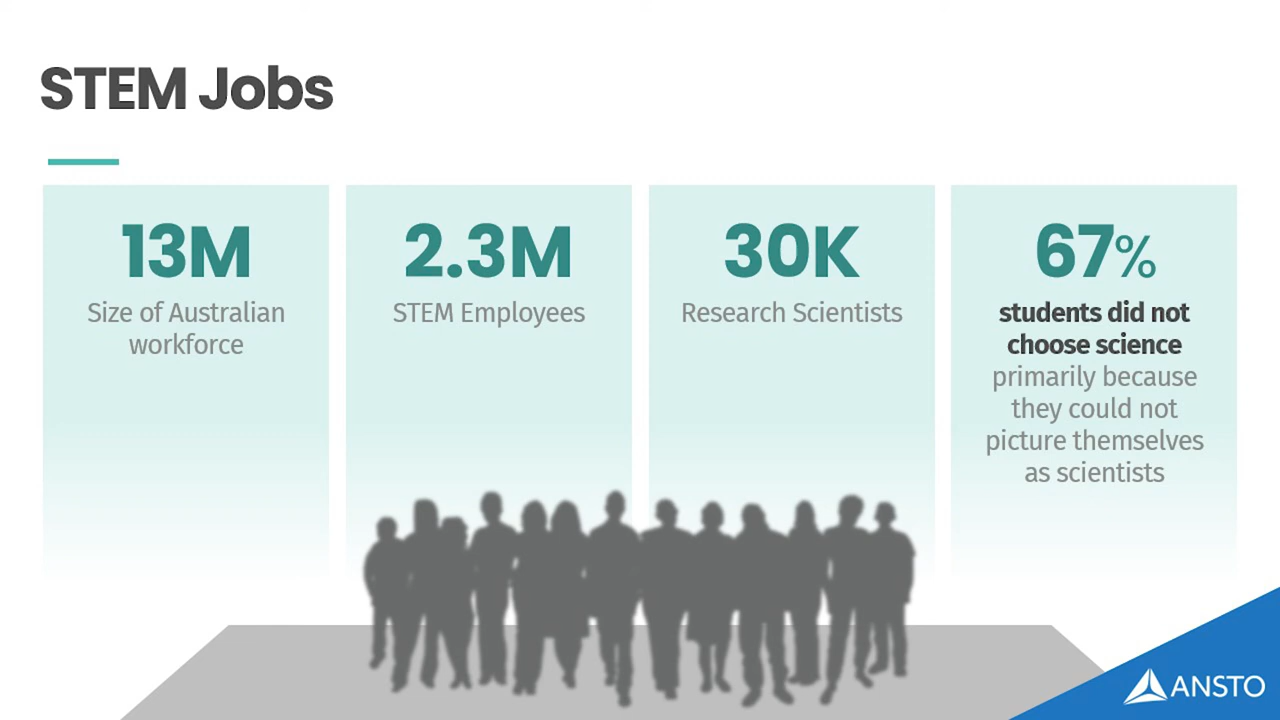 STEM Jobs
13M
Size of Australian
workforce
2.3M
STEM Employees
30K
Research Scientists
67%
students did not
choose science
primarily because
they could not
picture themselves
as scientists
ANSTO